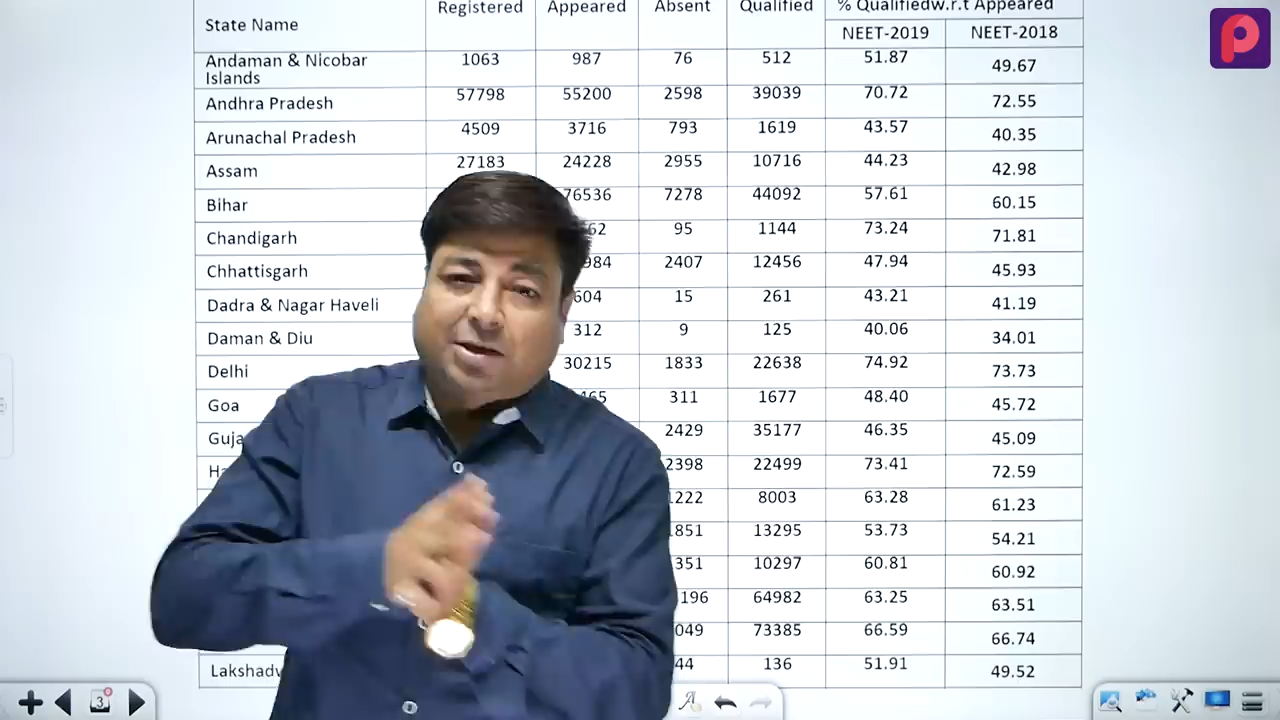 State Name Registered Appeared Absent Qualified % Qualifiedw.r.t Appeared
NEET-2019 NEET-2018
Andaman & Nicobar Islands 1063 987 76 512 51.87 49.67
Andhra Pradesh 57798 55200 2598 39039 70.72 72.55
Arunachal Pradesh 4509 3716 793 1619 43.57 40.35
Assam 27183 24228 2955 10716 44.23 42.98
Bihar 76536 7278 44092 57.61 60.15
Chandigarh 95 1144 73.24 71.81
Chhattisgarh 2407 12456 47.94 45.93
Dadra & Nagar Haveli 604 15 261 43.21 41.19
Daman & Diu 312 9 125 40.06 34.01
Delhi 30215 1833 22638 74.92 73.73
Goa 311 1677 48.40 45.72
2429 35177 46.35 45.09
2398 22499 73.41 72.59
8003 63.28 61.23
13295 53.73 54.21
10297 60.81 60.92
64982 63.25 63.51
73385 66.59 66.74
136 51.91 49.52
3